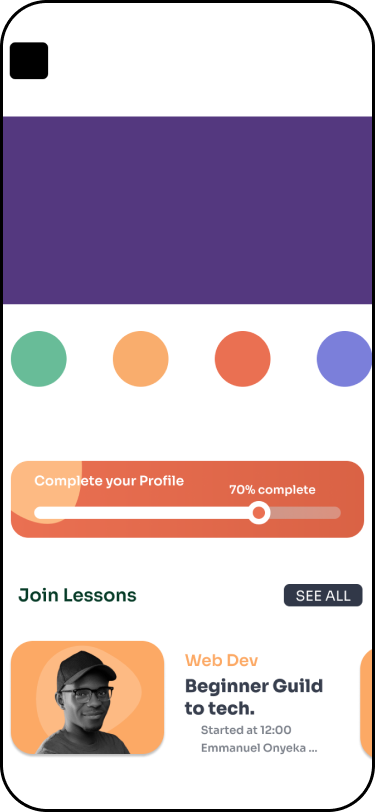 Complete your Profile
70% complete
Join Lessons
SEE ALL
Web Dev
Beginner Guild
to tech.
Started at 12:00
Emmanuel Onyeka ...